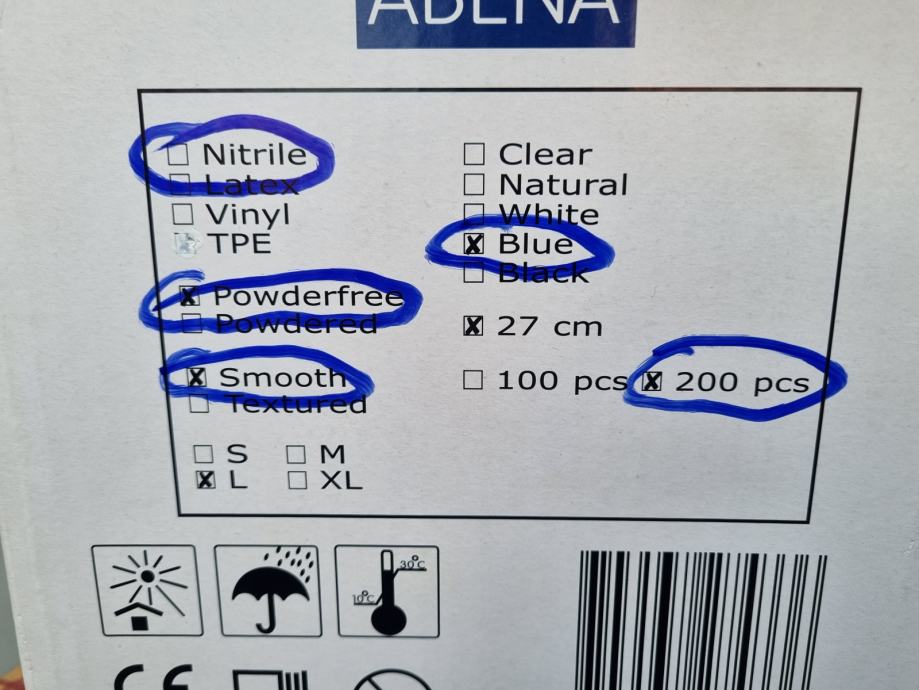 ABENA
Nitrile
Latex
Vinyl
TPE
Powderfree
Powdered
Smooth
Textured
S M
L XL
Clear
Natural
White
Blue
Black
27 cm
100 pcs 200 pcs
30°C
10°C
CE